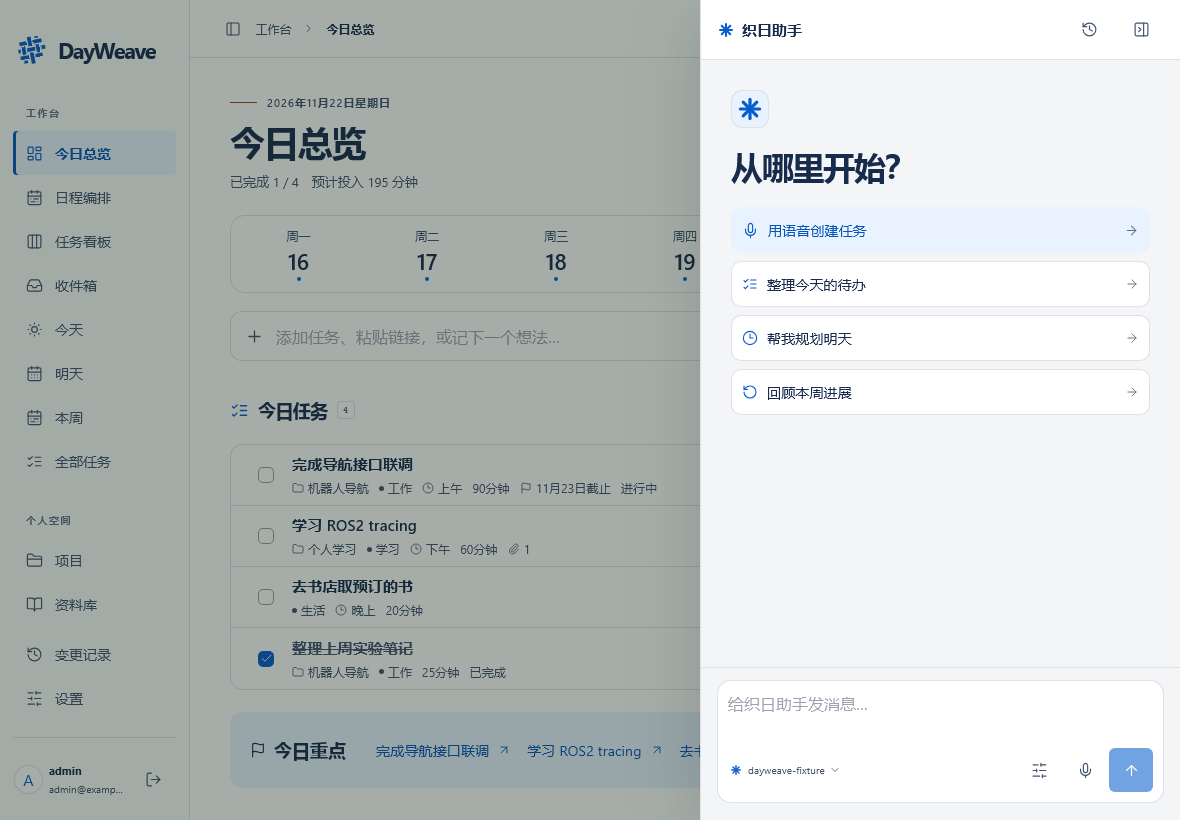 DayWeave
工作台
今日总览
日程编排
任务看板
收件箱
今天
明天
本周
全部任务
个人空间
项目
资料库
变更记录
设置
A
admin
admin@examp...
工作台 > 今日总览
2026年11月22日星期日
今日总览
已完成 1 / 4 预计投入 195 分钟
周一 周二 周三 周四
16 17 18 19
添加任务、粘贴链接，或记下一个想法...
今日任务 4
完成导航接口联调
机器人导航 • 工作 上午 90分钟 11月23日截止 进行中
学习 ROS2 tracing
个人学习 • 学习 下午 60分钟 1
去书店取预订的书
• 生活 晚上 20分钟
整理上周实验笔记
机器人导航 • 工作 25分钟 已完成
今日重点 完成导航接口联调 学习 ROS2 tracing 去
织日助手
从哪里开始？
用语音创建任务
整理今天的待办
帮我规划明天
回顾本周进展
给织日助手发消息...
dayweave-fixture